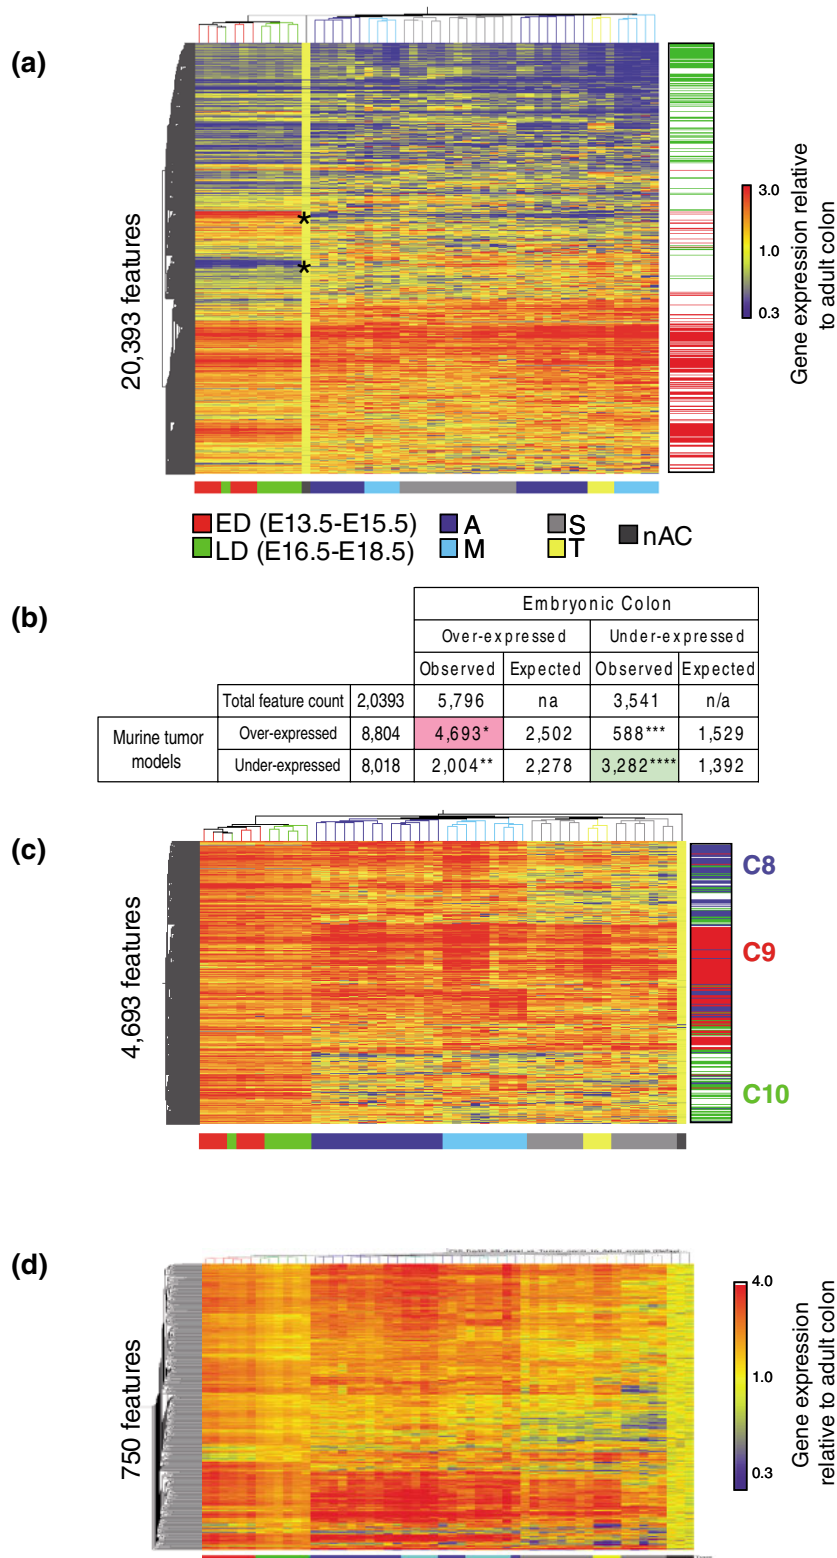 (a)
20,393 features
*
*
3.0
1.0
0.3
Gene expression relative
to adult colon
ED (E13.5-E15.5)
A
S
nAC
LD (E16.5-E18.5)
M
T
(b)
Embryonic Colon
Over-expressed
Under-expressed
Observed
Expected
Observed
Expected
Total feature count
2,0393
5,796
na
3,541
n/a
Murine tumor
models
Over-expressed
8,804
4,693*
2,502
588***
1,529
Under-expressed
8,018
2,004**
2,278
3,282****
1,392
(c)
4,693 features
C8
C9
C10
(d)
750 features
4.0
1.0
0.3
Gene expression
relative to adult colon